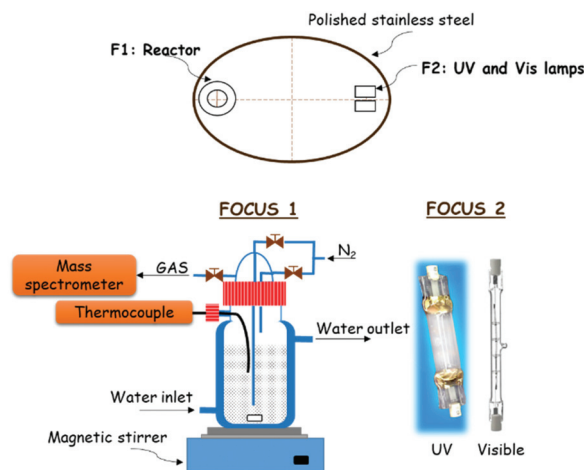 Polished stainless steel
F1: Reactor
F2: UV and Vis lamps
FOCUS 1
FOCUS 2
N2
GAS
Mass
spectrometer
Thermocouple
Water outlet
Water inlet
Magnetic stirrer
UV
Visible